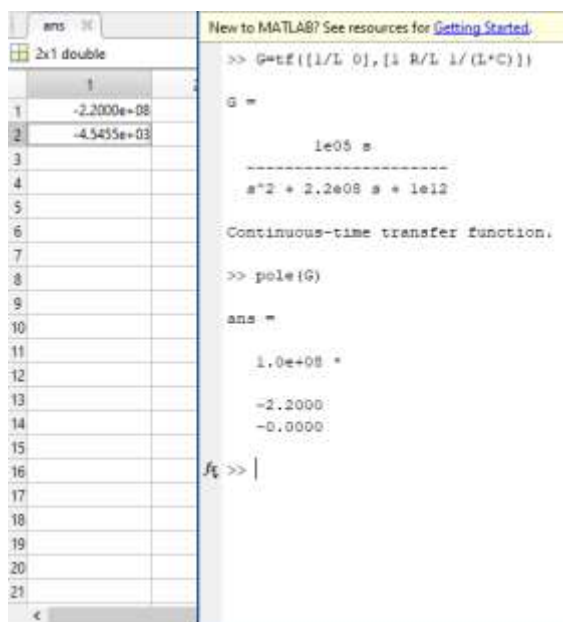 ans
2x1 double
1
1 -2.2000e+08
2 -4.5455e+03
3
4
5
6
7
8
9
10
11
12
13
14
15
16
17
18
19
20
21
New to MATLAB? See resources for Getting Started.
>> G=tf([1/L 0],[1 R/L 1/(L*C)])
G =
1e05 s
---------------------
s^2 + 2.2e08 s + 1e12
Continuous-time transfer function.
>> pole(G)
ans =
1.0e+08 *
-2.2000
-0.0000
fx >>